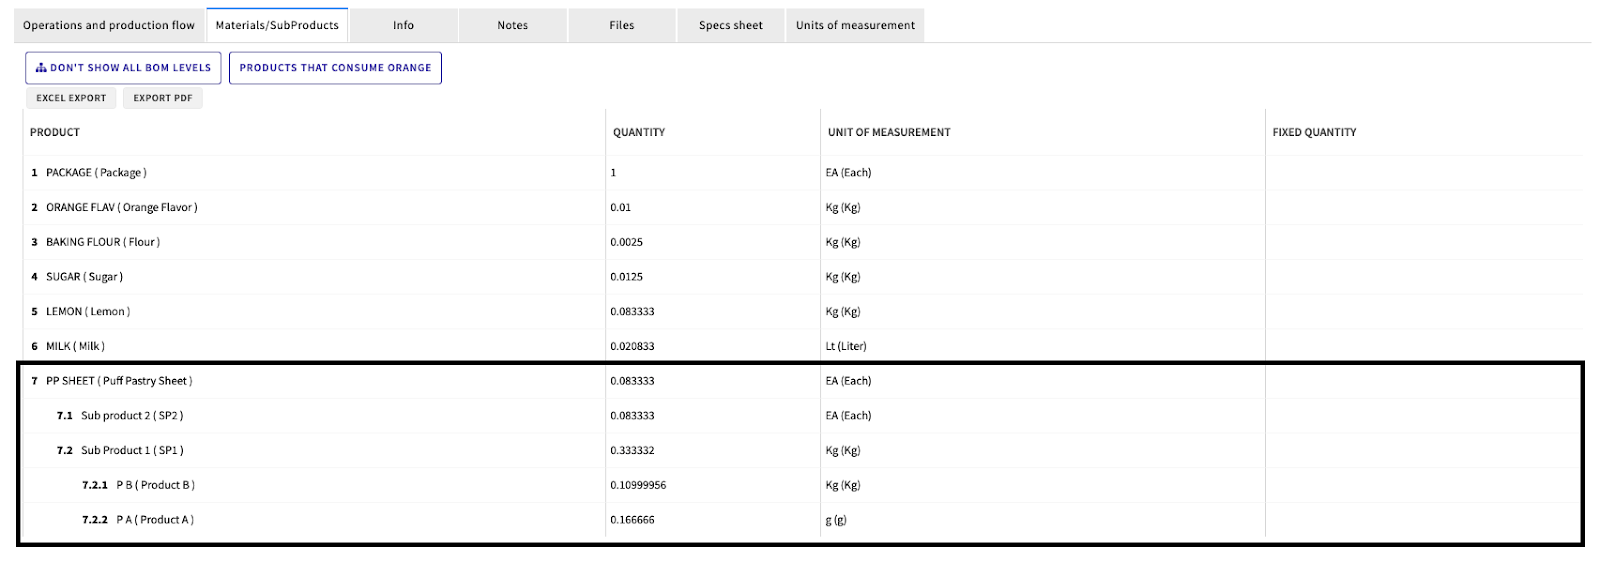 Operations and production flow Materials/SubProducts Info Notes Files Specs sheet Units of measurement
DON'T SHOW ALL BOM LEVELS PRODUCTS THAT CONSUME ORANGE
EXCEL EXPORT EXPORT PDF
PRODUCT QUANTITY UNIT OF MEASUREMENT FIXED QUANTITY
1 PACKAGE ( Package ) 1 EA (Each)
2 ORANGE FLAV ( Orange Flavor ) 0.01 Kg (Kg)
3 BAKING FLOUR ( Flour ) 0.0025 Kg (Kg)
4 SUGAR ( Sugar ) 0.0125 Kg (Kg)
5 LEMON ( Lemon ) 0.083333 Kg (Kg)
6 MILK ( Milk ) 0.020833 Lt (Liter)
7 PP SHEET ( Puff Pastry Sheet ) 0.083333 EA (Each)
7.1 Sub product 2 ( SP2 ) 0.083333 EA (Each)
7.2 Sub Product 1 ( SP1 ) 0.333332 Kg (Kg)
7.2.1 P B ( Product B ) 0.10999956 Kg (Kg)
7.2.2 P A ( Product A ) 0.166666 g (g)